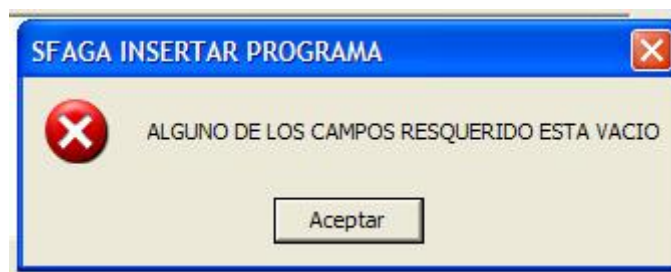 SFAGA INSERTAR PROGRAMA
ALGUNO DE LOS CAMPOS RESQUERIDO ESTA VACIO
Aceptar